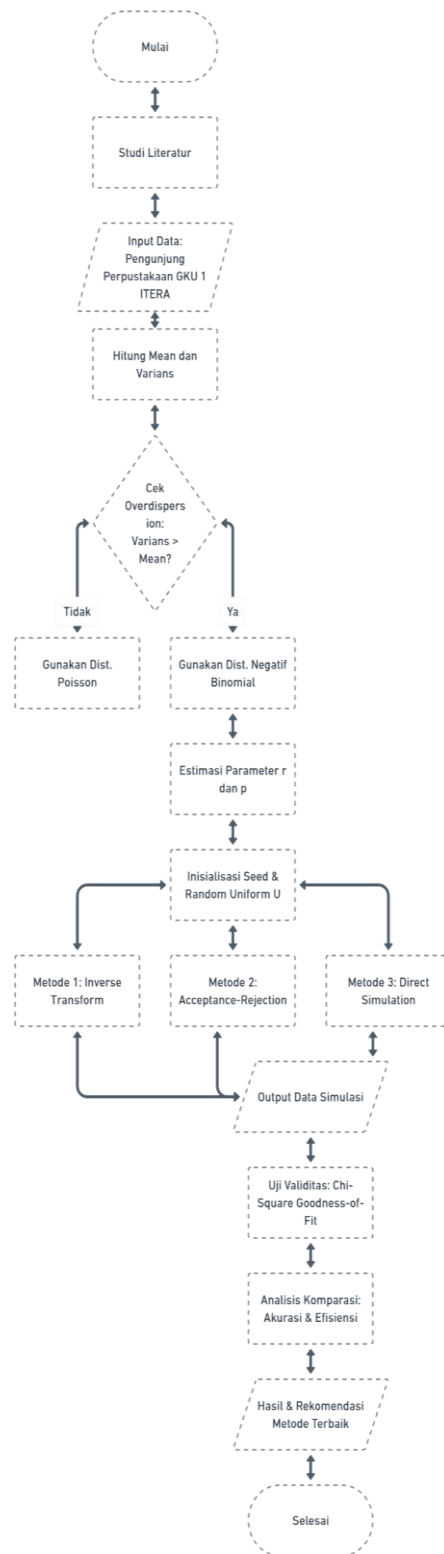 Mulai
Studi Literatur
Input Data:
Pengunjung
Perpustakaan GKU 1
ITERA
Hitung Mean dan
Varians
Cek
Overdispers
ion:
Varians >
Mean?
Tidak
Ya
Gunakan Dist.
Poisson
Gunakan Dist. Negatif
Binomial
Estimasi Parameter r
dan p
Inisialisasi Seed &
Random Uniform U
Metode 1: Inverse
Transform
Metode 2:
Acceptance-Rejection
Metode 3: Direct
Simulation
Output Data Simulasi
Uji Validitas: Chi-
Square Goodness-of-
Fit
Analisis Komparasi:
Akurasi & Efisiensi
Hasil & Rekomendasi
Metode Terbaik
Selesai